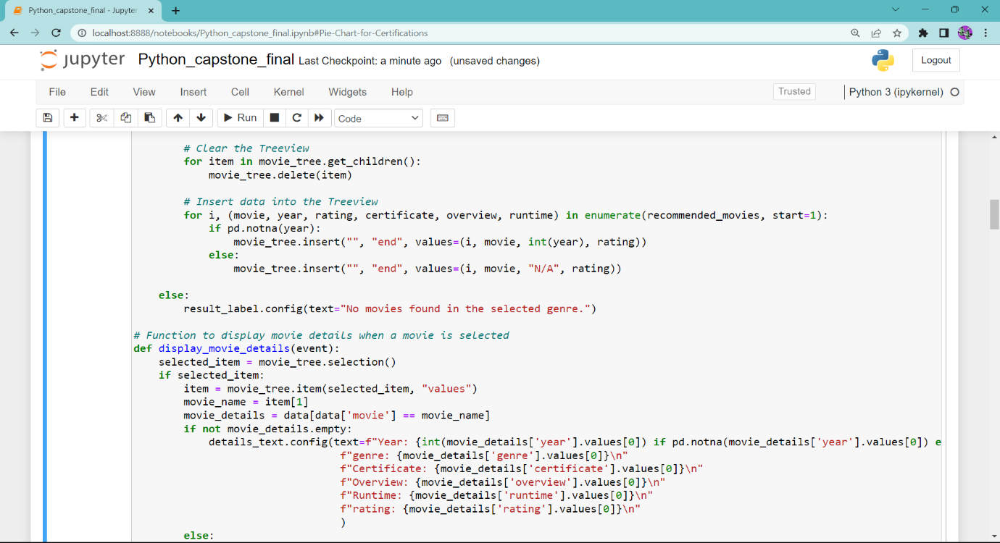 Python_capstone_final - Jupyter
localhost:8888/notebooks/Python_capstone_final.ipynb#Pie-Chart-for-Certifications
jupyter Python_capstone_final Last Checkpoint: a minute ago (unsaved changes) Logout
File Edit View Insert Cell Kernel Widgets Help Trusted Python 3 (ipykernel)
Run Code
# Clear the Treeview
for item in movie_tree.get_children():
movie_tree.delete(item)
# Insert data into the Treeview
for i, (movie, year, rating, certificate, overview, runtime) in enumerate(recommended_movies, start=1):
if pd.notna(year):
movie_tree.insert("", "end", values=(i, movie, int(year), rating))
else:
movie_tree.insert("", "end", values=(i, movie, "N/A", rating))
else:
result_label.config(text="No movies found in the selected genre.")
# Function to display movie details when a movie is selected
def display_movie_details(event):
selected_item = movie_tree.selection()
if selected_item:
item = movie_tree.item(selected_item, "values")
movie_name = item[1]
movie_details = data[data['movie'] == movie_name]
if not movie_details.empty:
details_text.config(text=f"Year: {int(movie_details['year'].values[0]) if pd.notna(movie_details['year'].values[0]) e
f"genre: {movie_details['genre'].values[0]}\n"
f"Certificate: {movie_details['certificate'].values[0]}\n"
f"Overview: {movie_details['overview'].values[0]}\n"
f"Runtime: {movie_details['runtime'].values[0]}\n"
f"rating: {movie_details['rating'].values[0]}\n"
)
else: